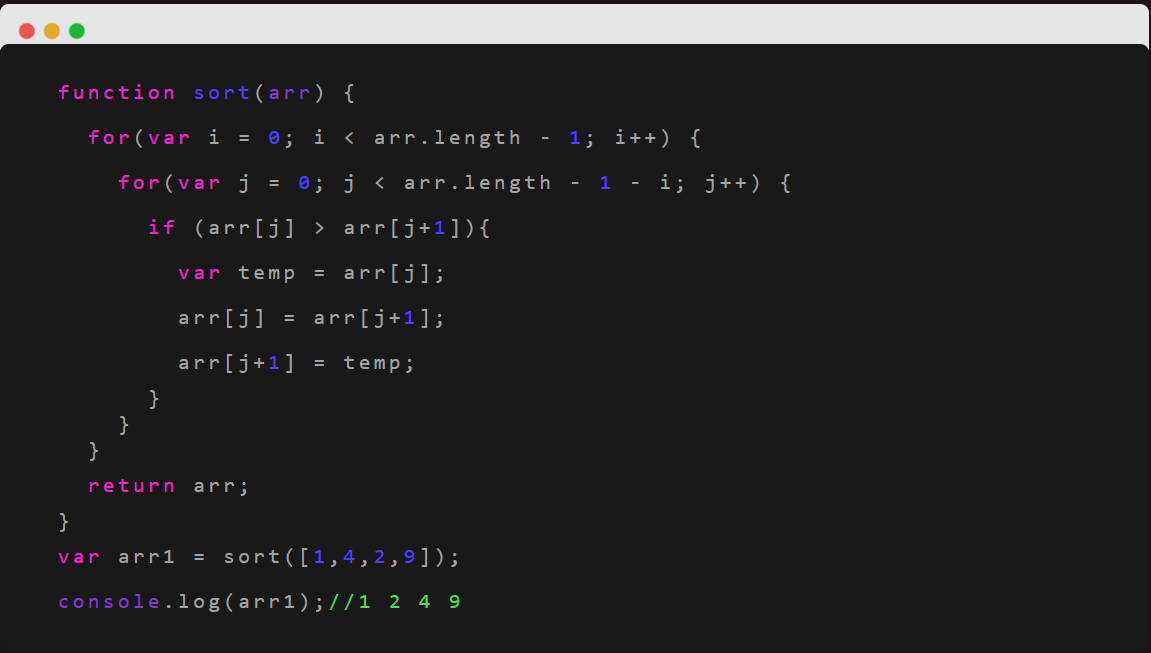 function sort(arr) {
  for(var i = 0; i < arr.length - 1; i++) {
    for(var j = 0; j < arr.length - 1 - i; j++) {
      if (arr[j] > arr[j+1]){
        var temp = arr[j];
        arr[j] = arr[j+1];
        arr[j+1] = temp;
      }
    }
  }
  return arr;
}
var arr1 = sort([1,4,2,9]);
console.log(arr1);//1 2 4 9